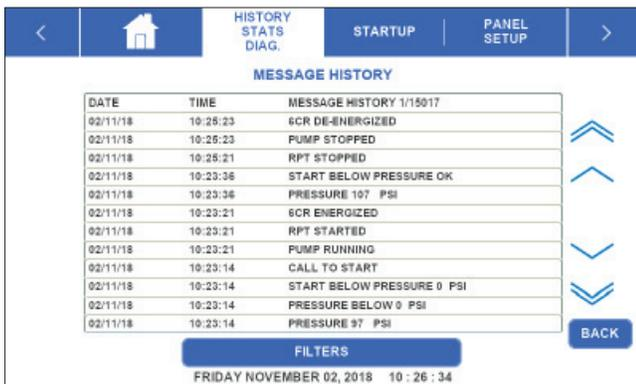 < HISTORY STATS DIAG. STARTUP PANEL SETUP >
MESSAGE HISTORY
DATE TIME MESSAGE HISTORY 1/15017
02/11/18 10:25:23 6CR DE-ENERGIZED
02/11/18 10:25:23 PUMP STOPPED
02/11/18 10:25:21 RPT STOPPED
02/11/18 10:23:36 START BELOW PRESSURE OK
02/11/18 10:23:36 PRESSURE 107 PSI
02/11/18 10:23:21 6CR ENERGIZED
02/11/18 10:23:21 RPT STARTED
02/11/18 10:23:21 PUMP RUNNING
02/11/18 10:23:14 CALL TO START
02/11/18 10:23:14 START BELOW PRESSURE 0 PSI
02/11/18 10:23:14 PRESSURE BELOW 0 PSI
02/11/18 10:23:14 PRESSURE 97 PSI
BACK
FILTERS
FRIDAY NOVEMBER 02, 2018 10 : 26 : 34